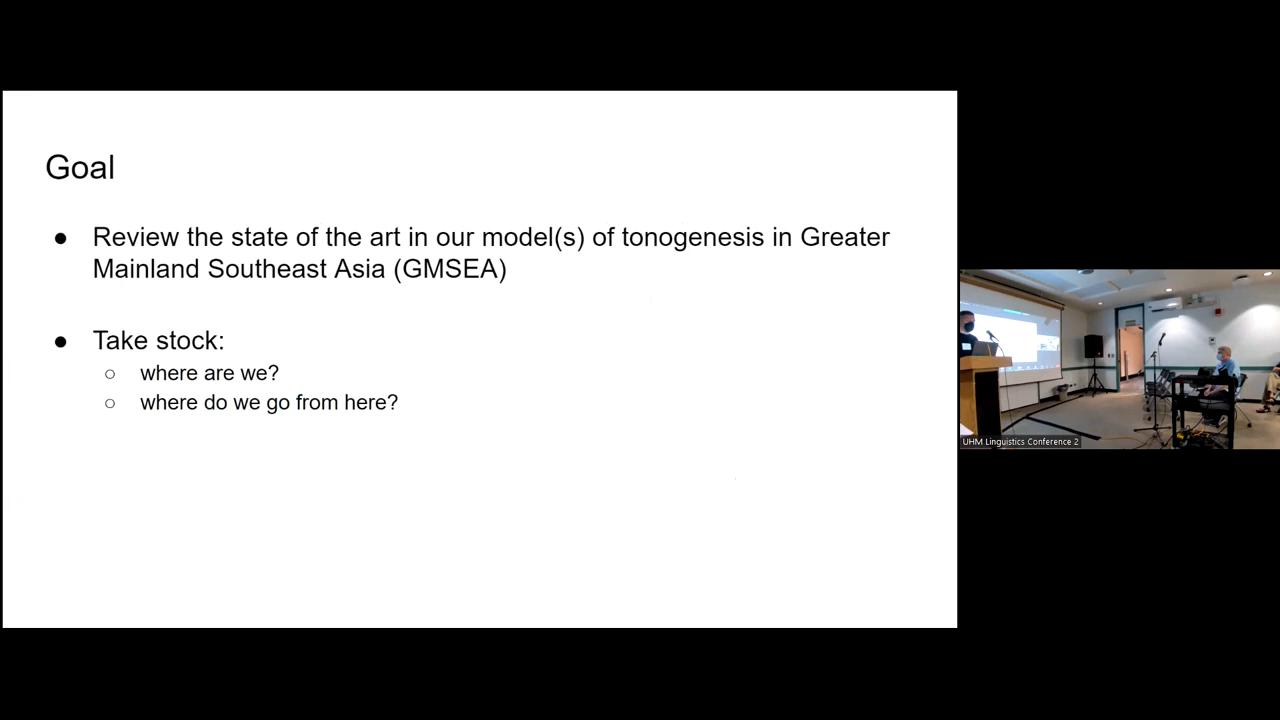 Goal
● Review the state of the art in our model(s) of tonogenesis in Greater
Mainland Southeast Asia (GMSEA)
● Take stock:
○ where are we?
○ where do we go from here?
UHM Linguistics Conference 2